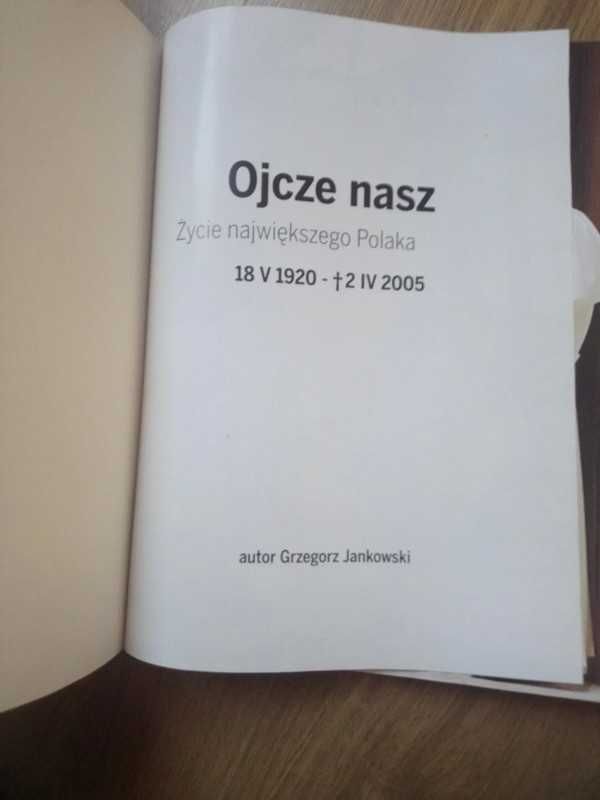 Ojcze nasz
Życie największego Polaka
18 V 1920 - †2 IV 2005
autor Grzegorz Jankowski